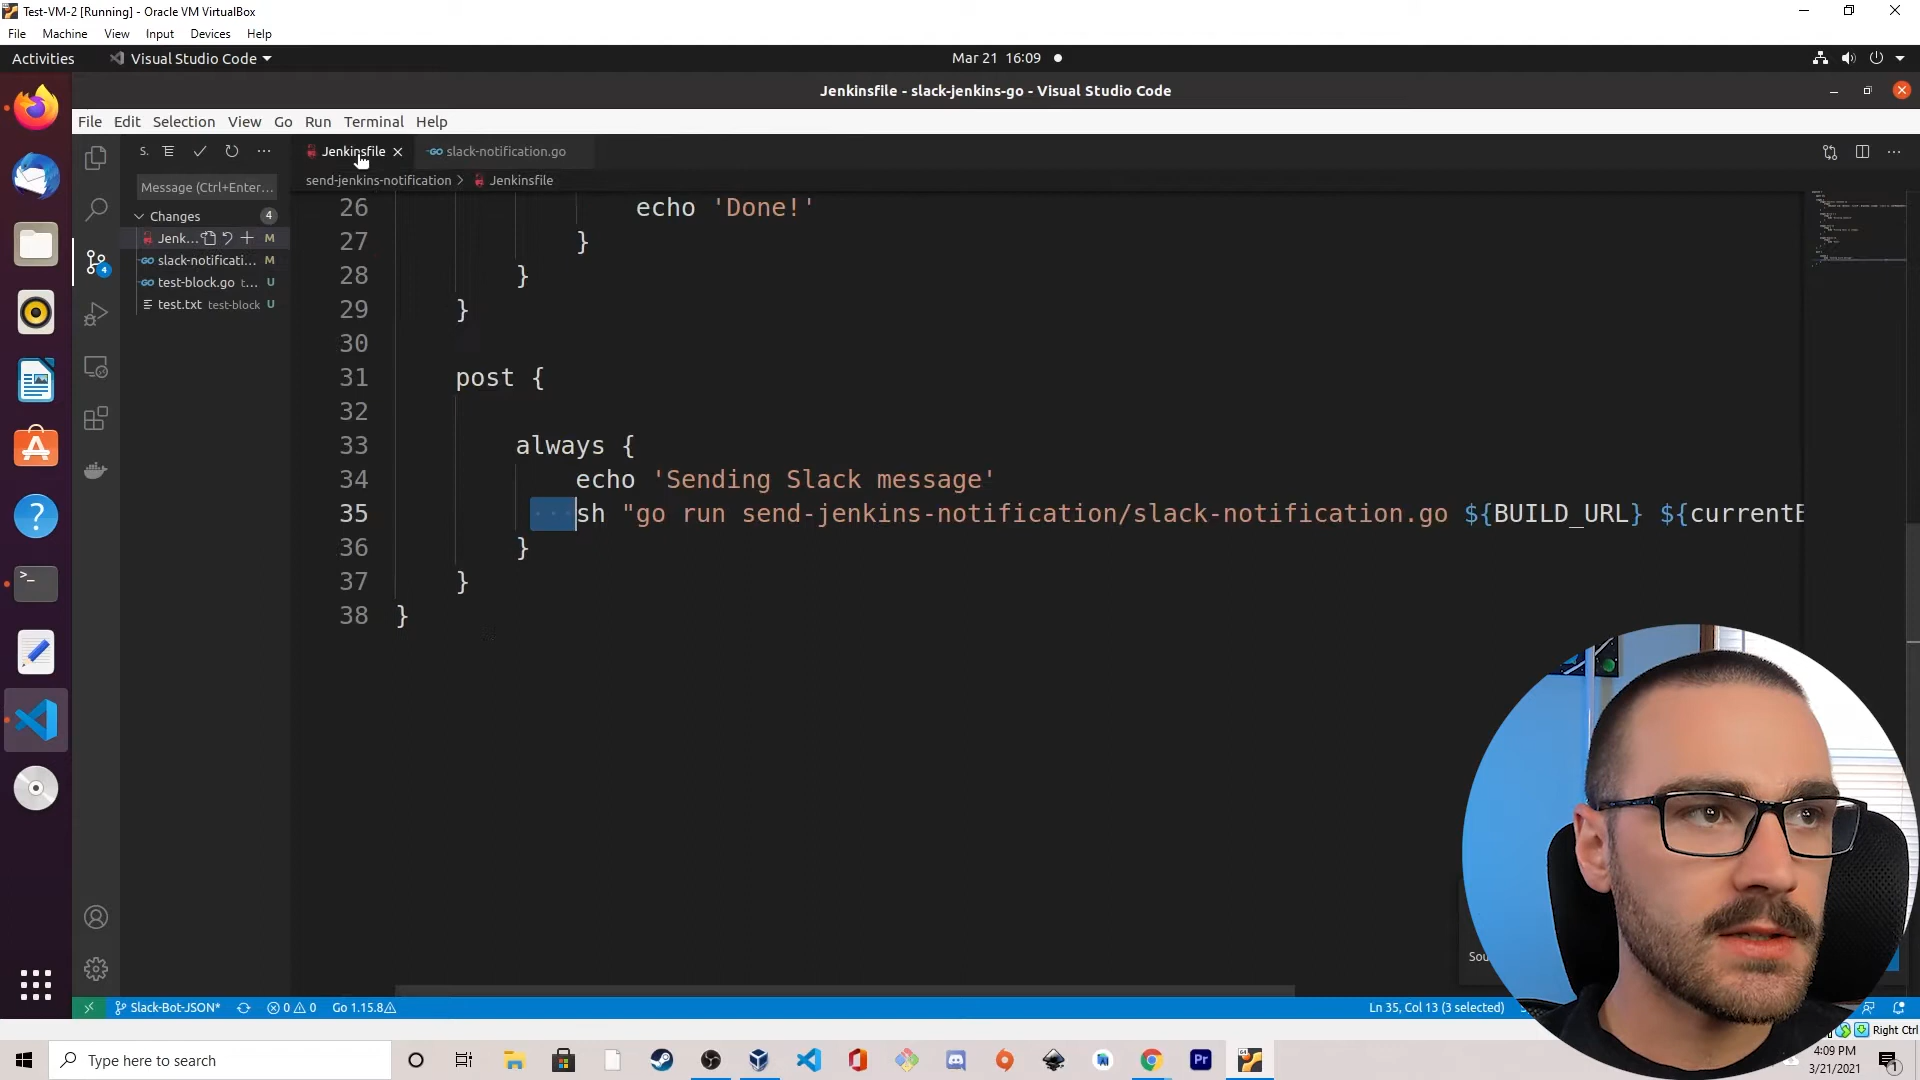 Test-VM-2 [Running] - Oracle VM VirtualBox
File Machine View Input Devices Help
Activities Visual Studio Code Mar 21 16:09
Jenkinsfile - slack-jenkins-go - Visual Studio Code
File Edit Selection View Go Run Terminal Help
S. Jenkinsfile slack-notification.go
send-jenkins-notification > Jenkinsfile
Message (Ctrl+Enter...
Changes 4
Jenk... M
slack-notificati... M
test-block.go t... U
test.txt test-block U
4
26 echo 'Done!'
27 }
28 }
29 }
30
31 post {
32
33 always {
34 echo 'Sending Slack message'
35 sh "go run send-jenkins-notification/slack-notification.go ${BUILD_URL} ${currentB
36 }
37 }
38 }
Sou
Slack-Bot-JSON* 0 0 Go 1.15.8 Ln 35, Col 13 (3 selected)
Right Ctrl
Type here to search
4:09 PM
3/21/2021
1